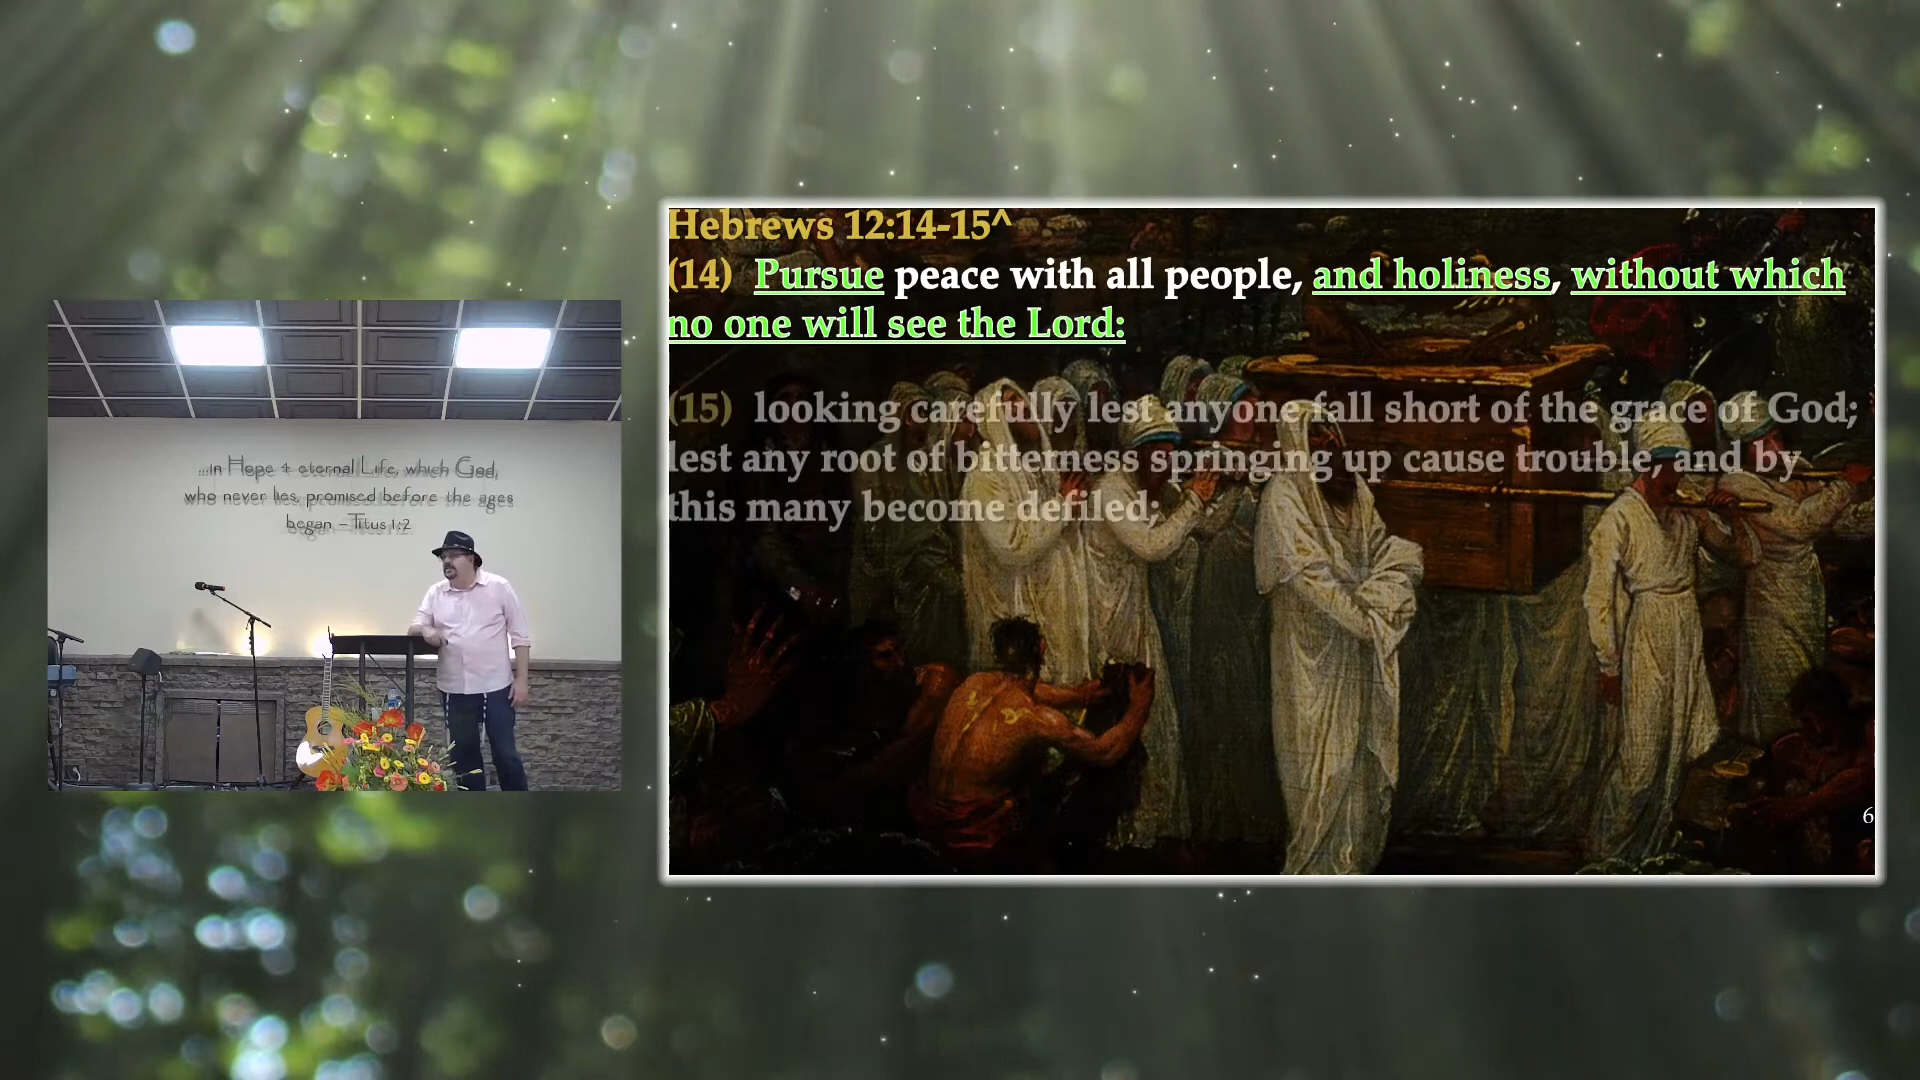 ...in Hope 4 eternal Life, which God,
who never lies, promised before the ages
began - Titus 1:2
Hebrews 12:14-15^
(14) Pursue peace with all people, and holiness, without which
no one will see the Lord:
(15) looking carefully lest anyone fall short of the grace of God;
lest any root of bitterness springing up cause trouble, and by
this many become defiled;
6